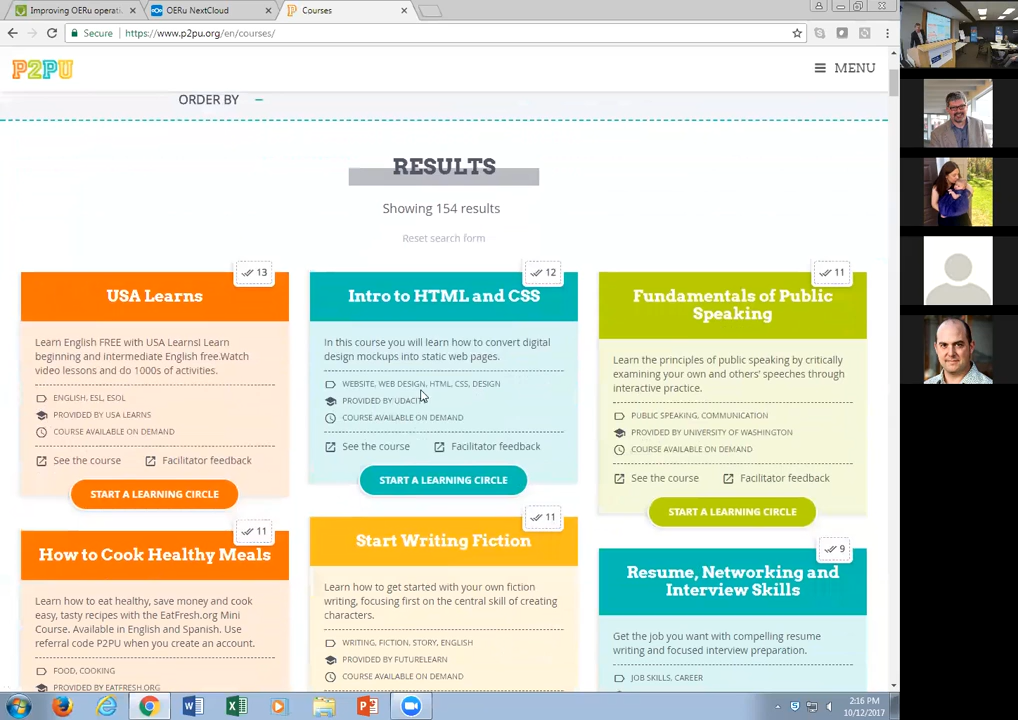 Improving OERu operati
OERu NextCloud
Courses
Secure
https://www.p2pu.org/en/courses/
P2PU
MENU
ORDER BY
RESULTS
Showing 154 results
Reset search form
13
USA Learns
Learn English FREE with USA Learns! Learn
beginning and intermediate English free.Watch
video lessons and do 1000s of activities.
ENGLISH, ESL, ESOL
PROVIDED BY USA LEARNS
COURSE AVAILABLE ON DEMAND
See the course
Facilitator feedback
START A LEARNING CIRCLE
12
Intro to HTML and CSS
In this course you will learn how to convert digital
design mockups into static web pages.
WEBSITE, WEB DESIGN, HTML, CSS, DESIGN
PROVIDED BY UDACITY
COURSE AVAILABLE ON DEMAND
See the course
Facilitator feedback
START A LEARNING CIRCLE
11
Fundamentals of Public
Speaking
Learn the principles of public speaking by critically
examining your own and others' speeches through
interactive practice.
PUBLIC SPEAKING, COMMUNICATION
PROVIDED BY UNIVERSITY OF WASHINGTON
COURSE AVAILABLE ON DEMAND
See the course
Facilitator feedback
START A LEARNING CIRCLE
11
How to Cook Healthy Meals
Learn how to eat healthy, save money and cook
easy, tasty recipes with the EatFresh.org Mini
Course. Available in English and Spanish. Use
referral code P2PU when you create an account.
FOOD, COOKING
PROVIDED BY EATFRESH.ORG
11
Start Writing Fiction
Learn how to get started with your own fiction
writing, focusing first on the central skill of creating
characters.
WRITING, FICTION, STORY, ENGLISH
PROVIDED BY FUTURELEARN
COURSE AVAILABLE ON DEMAND
9
Resume, Networking and
Interview Skills
Get the job you want with compelling resume
writing and focused interview preparation.
JOB SKILLS, CAREER
2:16 PM
10/12/2017